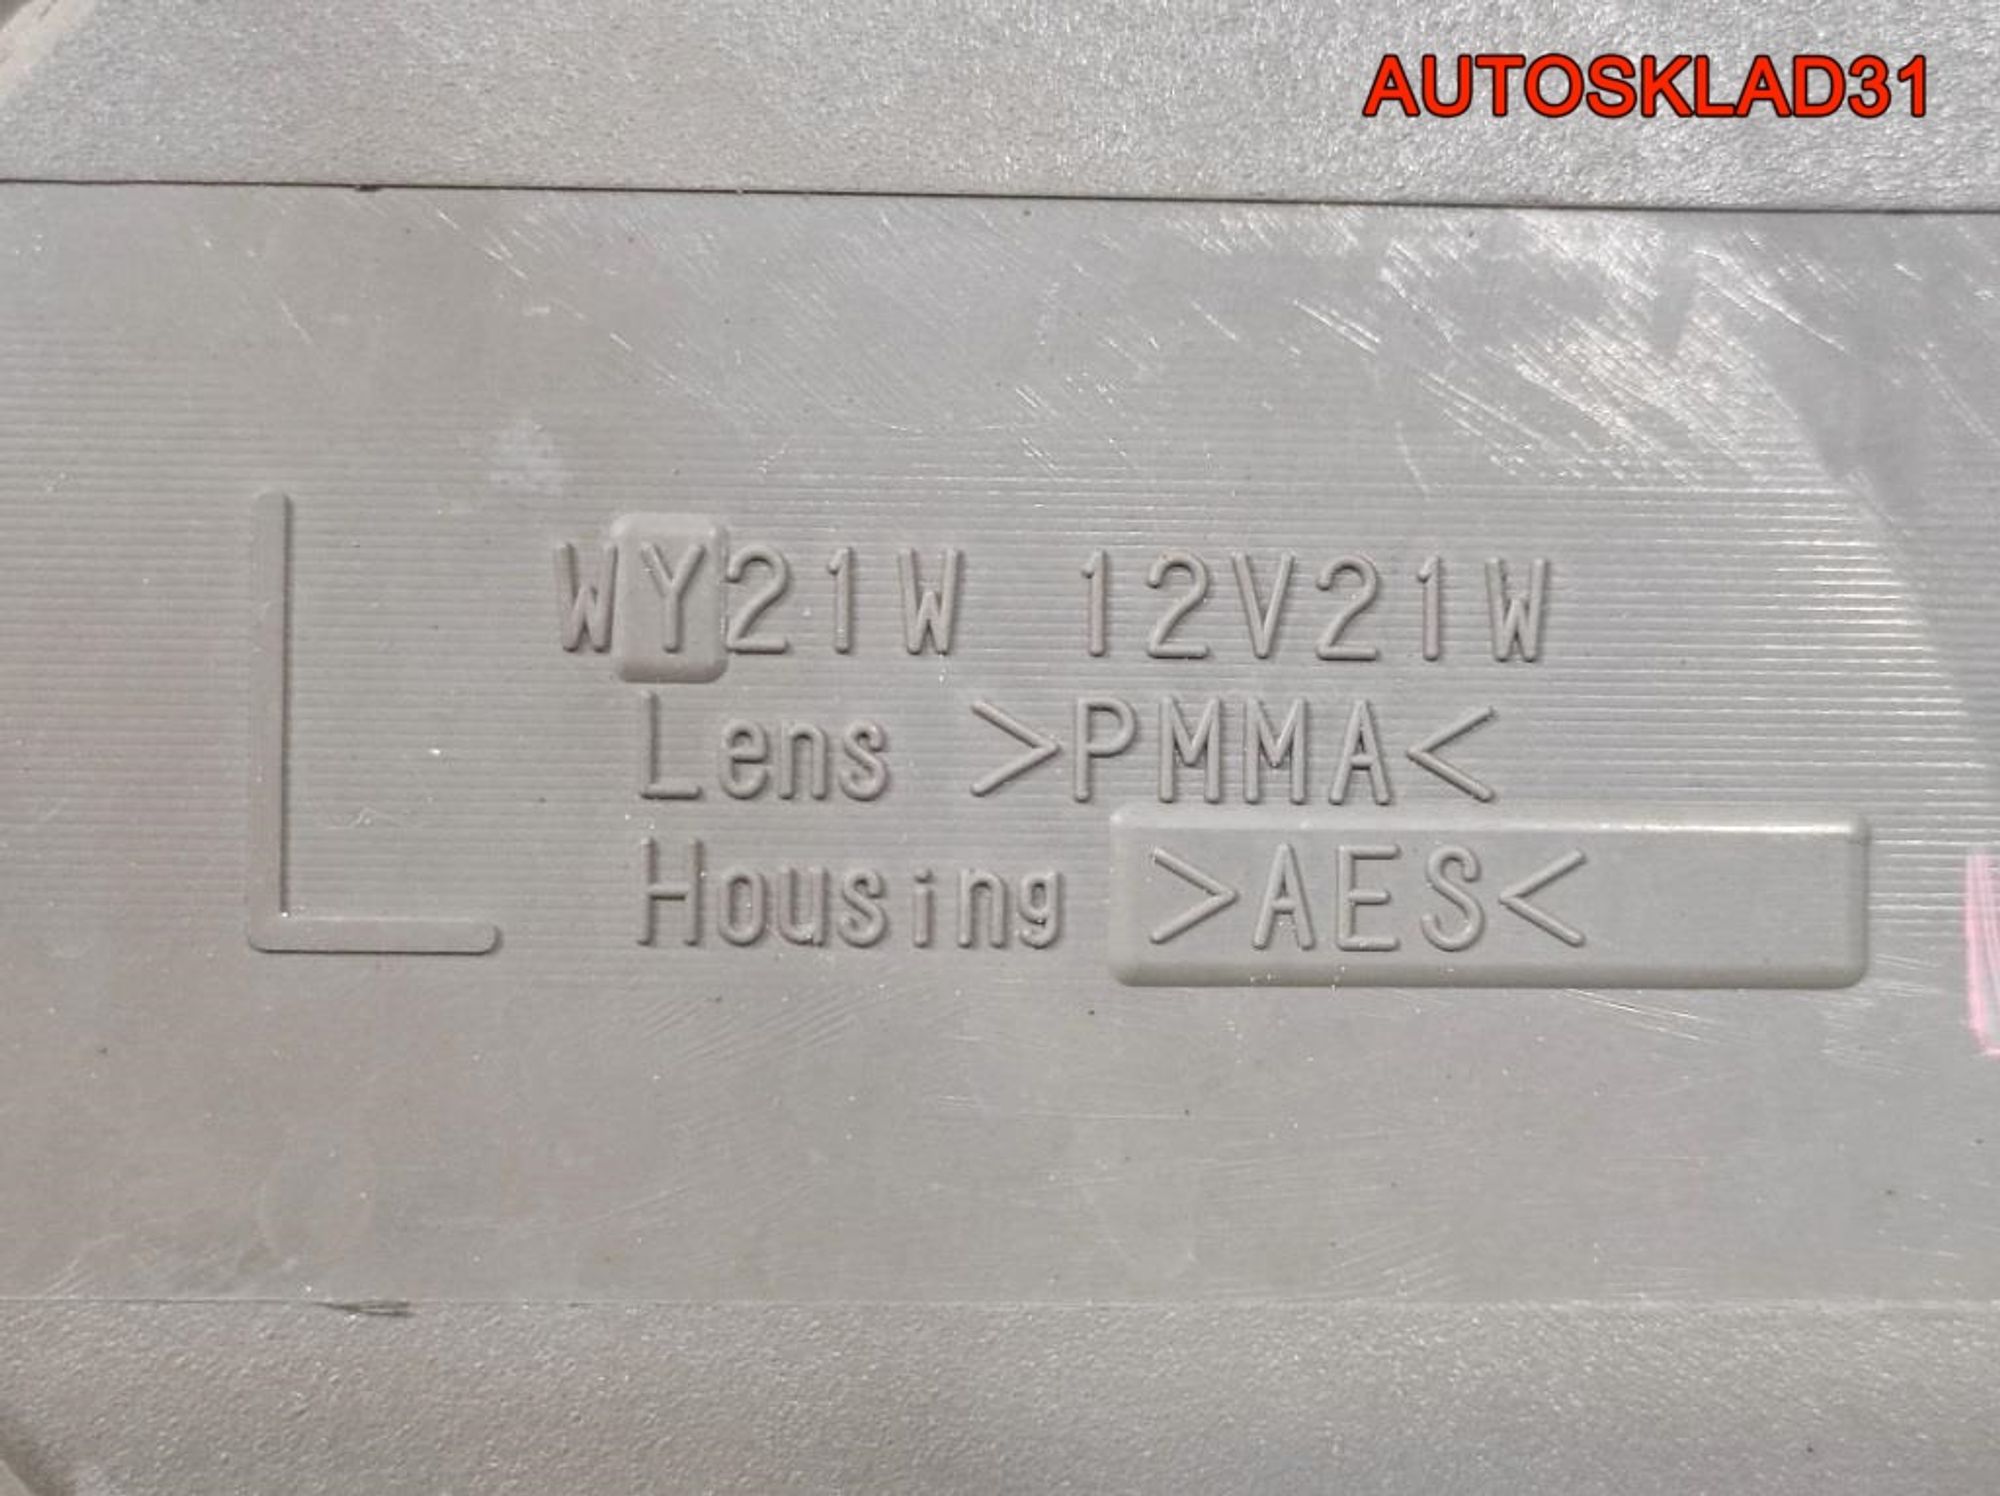 AUTOSKLAD31
L
WY21W 12V21W
Lens >PMMA<
Housing >AES<